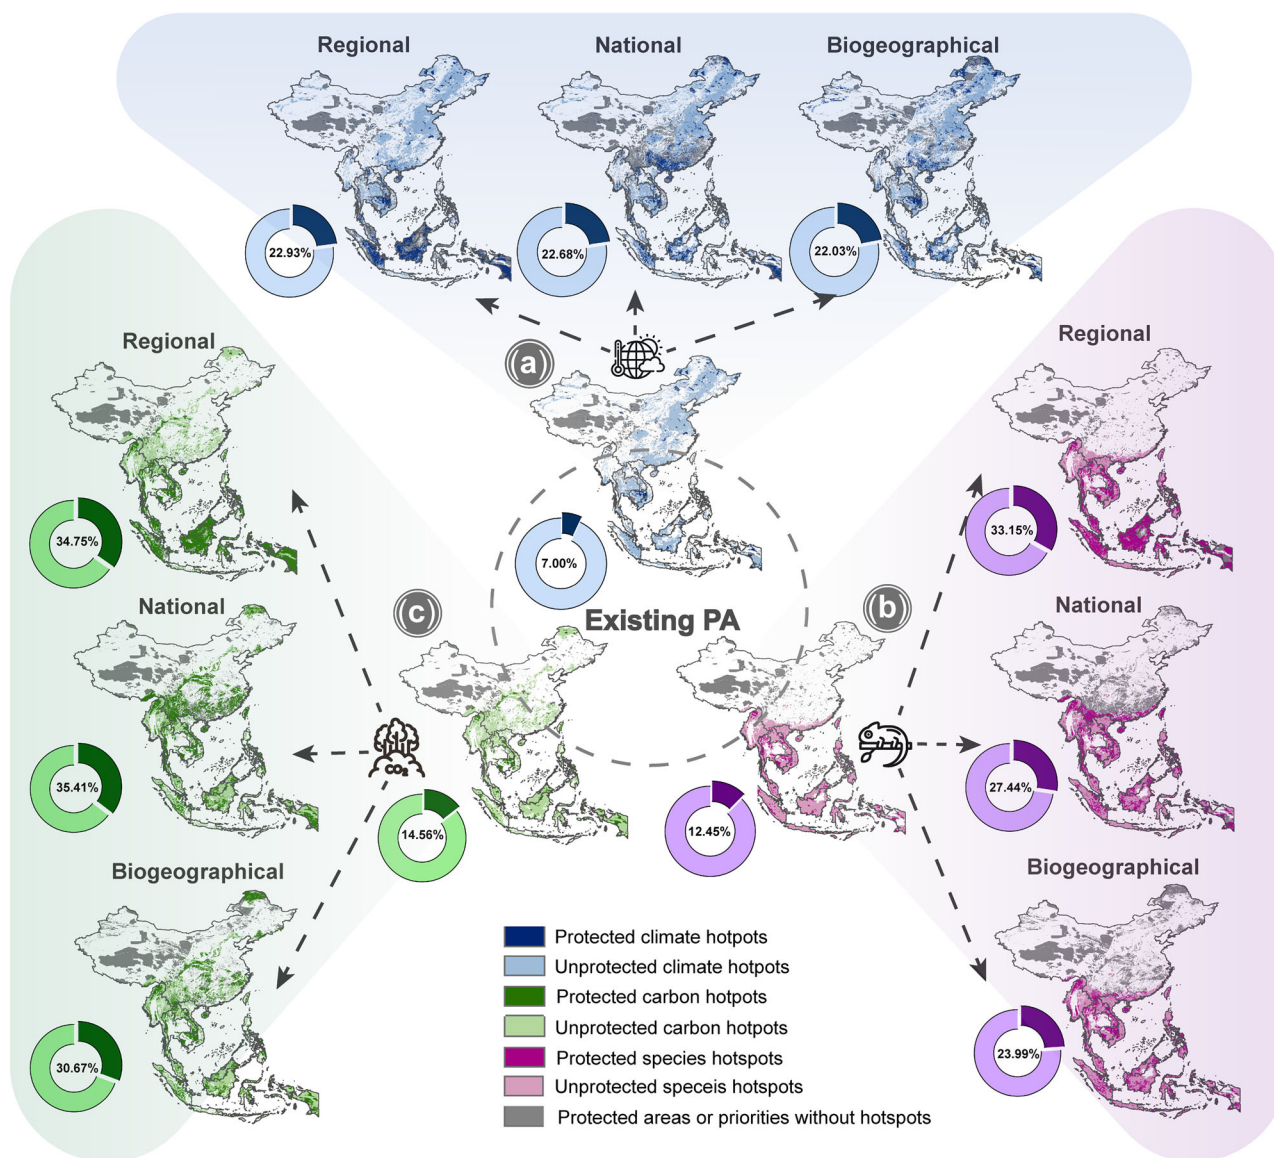 Regional
National
Biogeographical
22.93%
22.68%
22.03%
a
Regional
34.75%
National
35.41%
Biogeographical
30.67%
7.00%
Existing PA
c
b
CO₂
14.56%
12.45%
Regional
33.15%
National
27.44%
Biogeographical
23.99%
Protected climate hotpots
Unprotected climate hotpots
Protected carbon hotpots
Unprotected carbon hotpots
Protected species hotspots
Unprotected speceis hotspots
Protected areas or priorities without hotspots